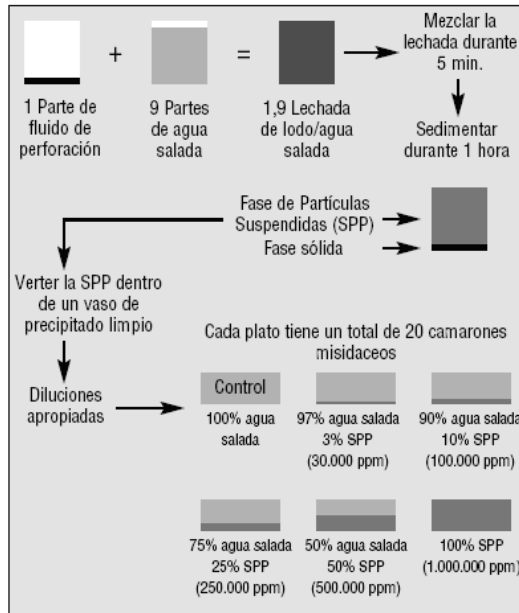 +
=
1 Parte de
fluido de
perforación
9 Partes
de agua
salada
1,9 Lechada
de lodo/agua
salada
Mezclar la
lechada durante
5 min.
Sedimentar
durante 1 hora
Fase de Partículas
Suspendidas (SPP)
Fase sólida
Verter la SPP dentro
de un vaso de
precipitado limpio
Diluciones
apropiadas
Cada plato tiene un total de 20 camarones
misidaceos
Control
100% agua
salada
97% agua salada
3% SPP
(30.000 ppm)
90% agua salada
10% SPP
(100.000 ppm)
75% agua salada
25% SPP
(250.000 ppm)
50% agua salada
50% SPP
(500.000 ppm)
100% SPP
(1.000.000 ppm)